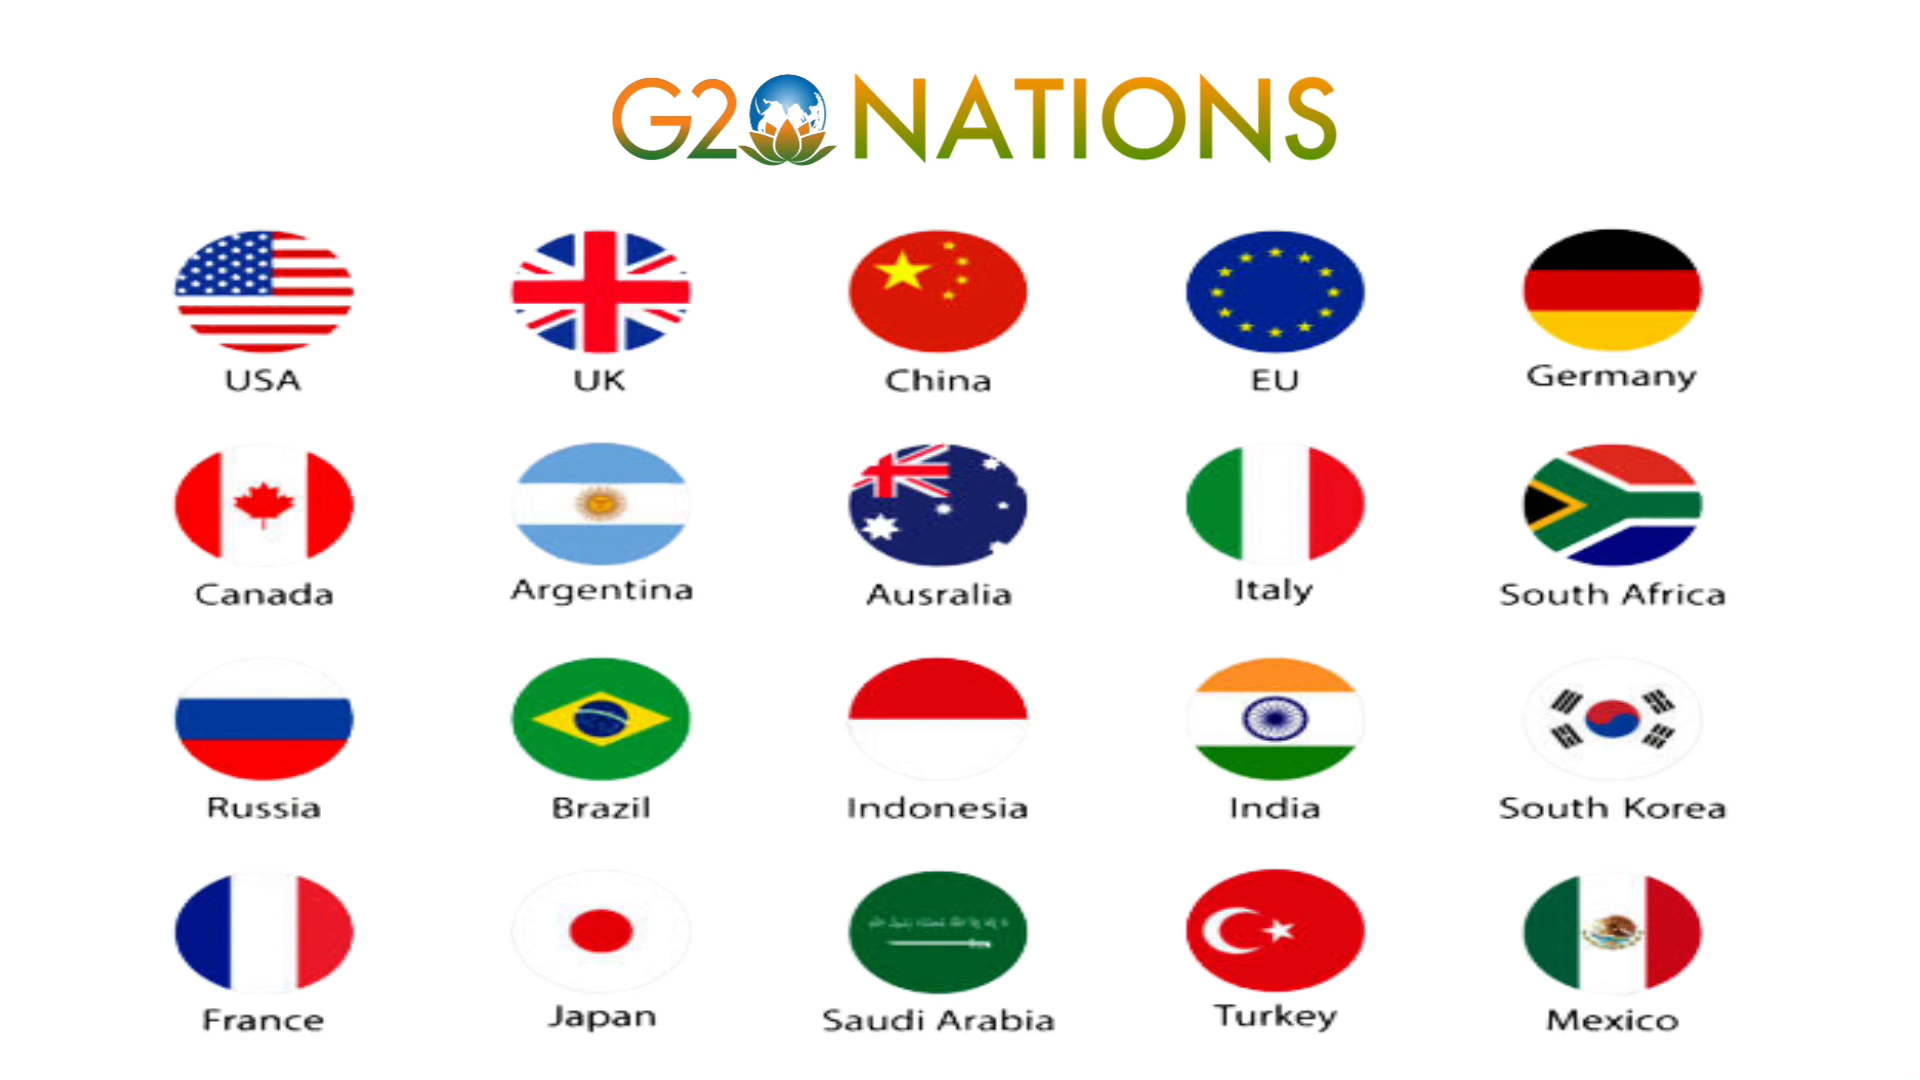 G20 NATIONS
USA
UK
China
EU
Germany
Canada
Argentina
Ausralia
Italy
South Africa
Russia
Brazil
Indonesia
India
South Korea
France
Japan
Saudi Arabia
Turkey
Mexico